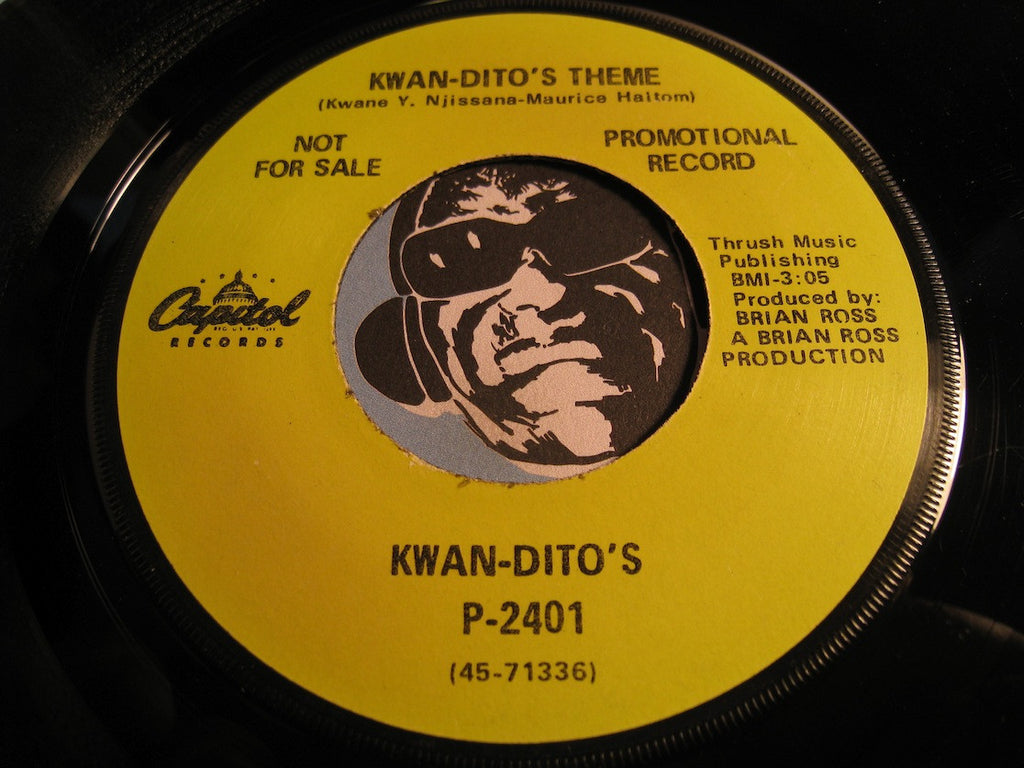 KWAN-DITO'S THEME
(Kwane Y. Njissana-Maurice Haltom)
NOT
FOR SALE
PROMOTIONAL
RECORD
Capitol
RECORDS
Thrush Music
Publishing
BMI-3:05
Produced by:
BRIAN ROSS
A BRIAN ROSS
PRODUCTION
KWAN-DITO'S
P-2401
(45-71336)